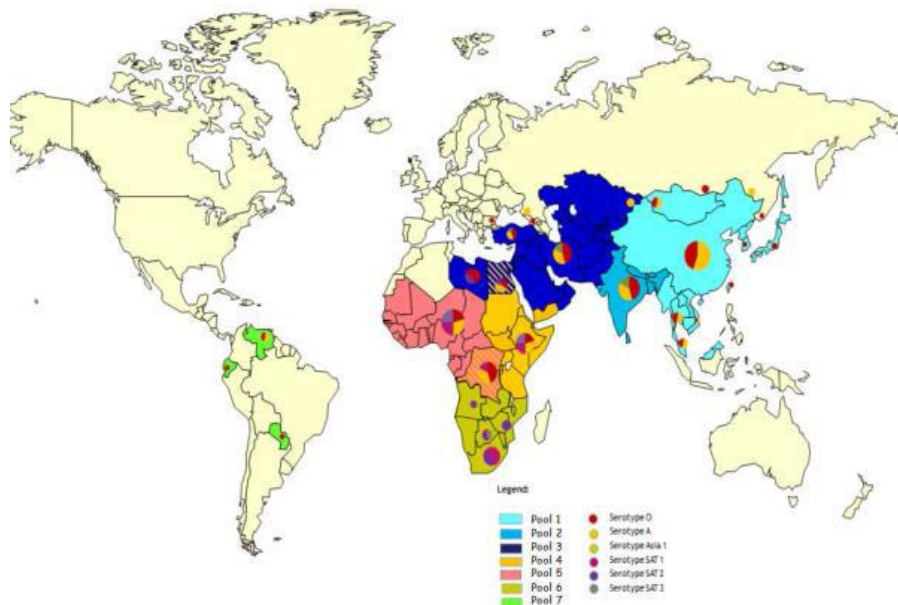 Legend:
Pool 1
Pool 2
Pool 3
Pool 4
Pool 5
Pool 6
Pool 7
Serotype O
Serotype A
Serotype Asia 1
Serotype SAT 1
Serotype SAT 2
Serotype SAT 3